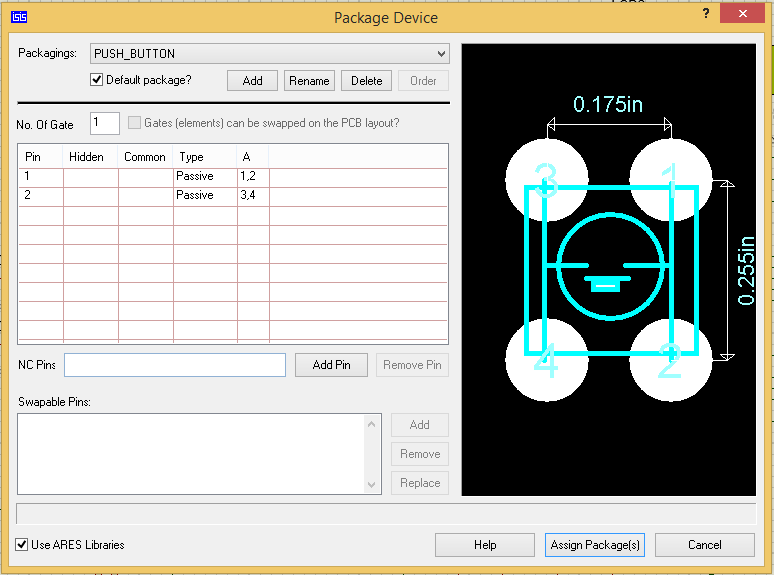 ISIS
Package Device
?
Packagings:
PUSH_BUTTON
Default package?
Add
Rename
Delete
Order
No. Of Gate
1
Gates (elements) can be swapped on the PCB layout?
Pin Hidden Common Type A
1 Passive 1,2
2 Passive 3,4
NC Pins
Add Pin
Remove Pin
Swapable Pins:
Add
Remove
Replace
0.175in
3 1
0.255in
4 2
Use ARES Libraries
Help
Assign Package(s)
Cancel